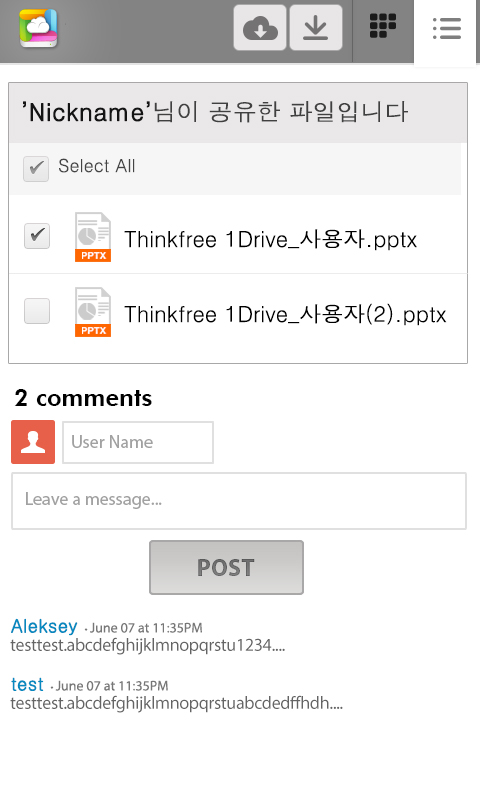 'Nickname'님이 공유한 파일입니다
Select All
PPTX
Thinkfree 1Drive_사용자.pptx
PPTX
Thinkfree 1Drive_사용자(2).pptx
2 comments
User Name
Leave a message...
POST
Aleksey · June 07 at 11:35PM
testtest.abcdefghijklmnopqrstu1234....
test · June 07 at 11:35PM
testtest.abcdefghijklmnopqrstuabcdedffhdh....